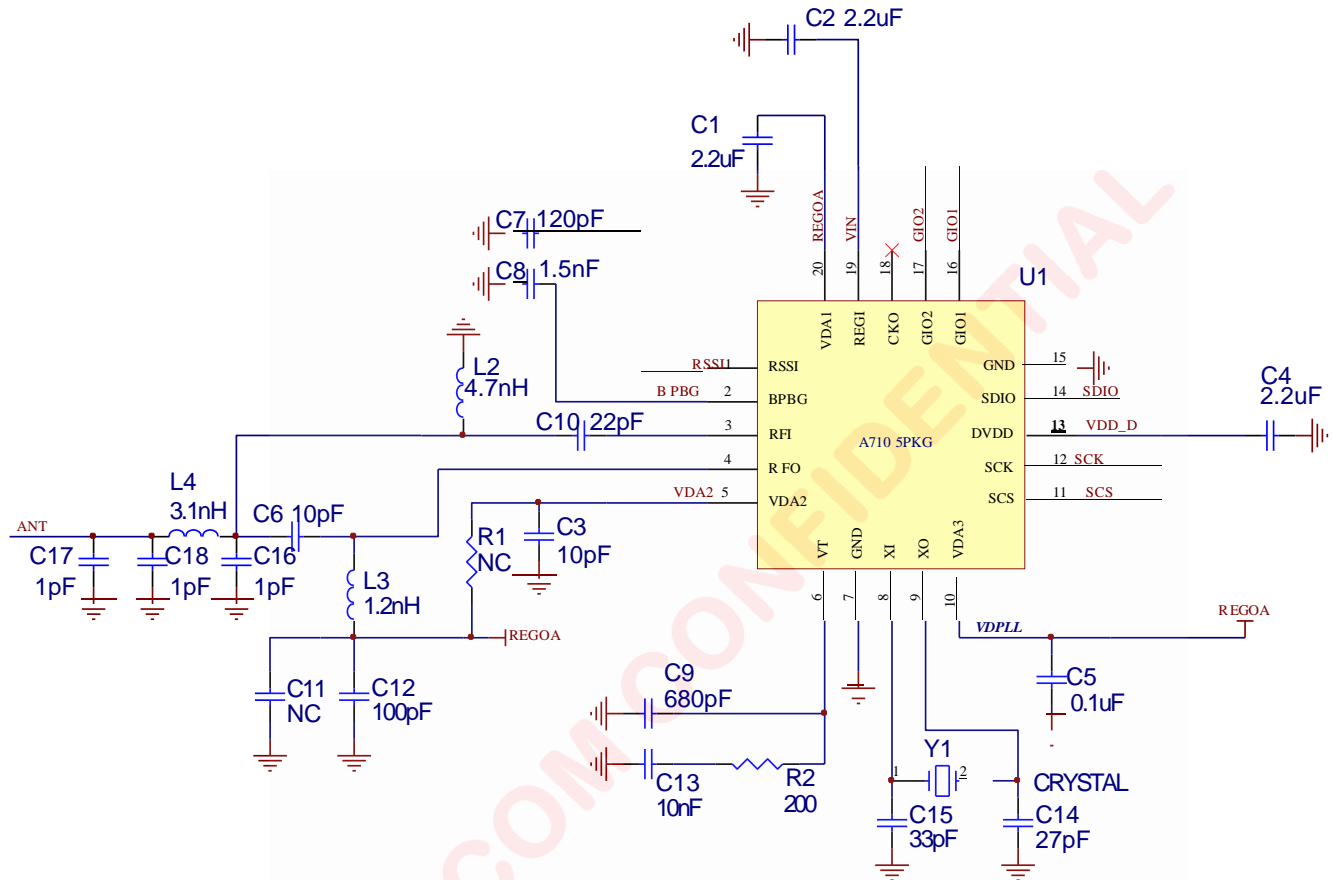 C2 2.2uF
C1
2.2uF
REGOA
VIN
GIO2
GIO1
C7 120pF
C8 1.5nF
20
19
18
17
16
U1
VDA1
REGI
CKO
GIO2
GIO1
L2
4.7nH
RSSI
1
RSSI
GND
15
B PBG
2
BPBG
SDIO
14
SDIO
C4
2.2uF
C10 22pF
3
RFI
A710 5PKG
DVDD
13
VDD_D
4
R FO
SCK
12
SCK
L4
3.1nH
C6 10pF
VDA2
5
VDA2
SCS
11
SCS
ANT
R1
NC
C3
10pF
VT
GND
XI
XO
VDA3
C17
1pF
C18
1pF
C16
1pF
L3
1.2nH
6
7
8
9
10
REGOA
REGOA
VDPLL
C11
NC
C12
100pF
C9
680pF
C5
0.1uF
C13
10nF
R2
200
Y1
1
2
CRYSTAL
C15
33pF
C14
27pF
COM CONFIDENTIAL